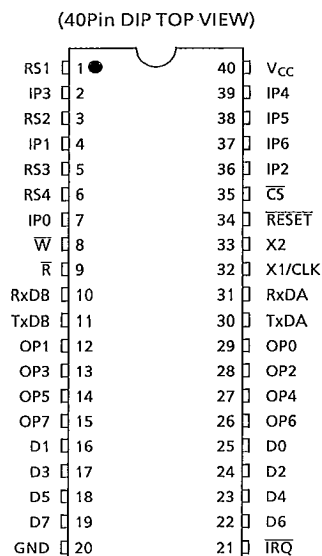 (40Pin DIP TOP VIEW)
RS1 1 40 VCC
IP3 2 39 IP4
RS2 3 38 IP5
IP1 4 37 IP6
RS3 5 36 IP2
RS4 6 35 C̅S̅
IP0 7 34 R̅E̅S̅E̅T̅
W̅ 8 33 X2
R̅ 9 32 X1/CLK
RxDB 10 31 RxDA
TxDB 11 30 TxDA
OP1 12 29 OP0
OP3 13 28 OP2
OP5 14 27 OP4
OP7 15 26 OP6
D1 16 25 D0
D3 17 24 D2
D5 18 23 D4
D7 19 22 D6
GND 20 21 I̅R̅Q̅